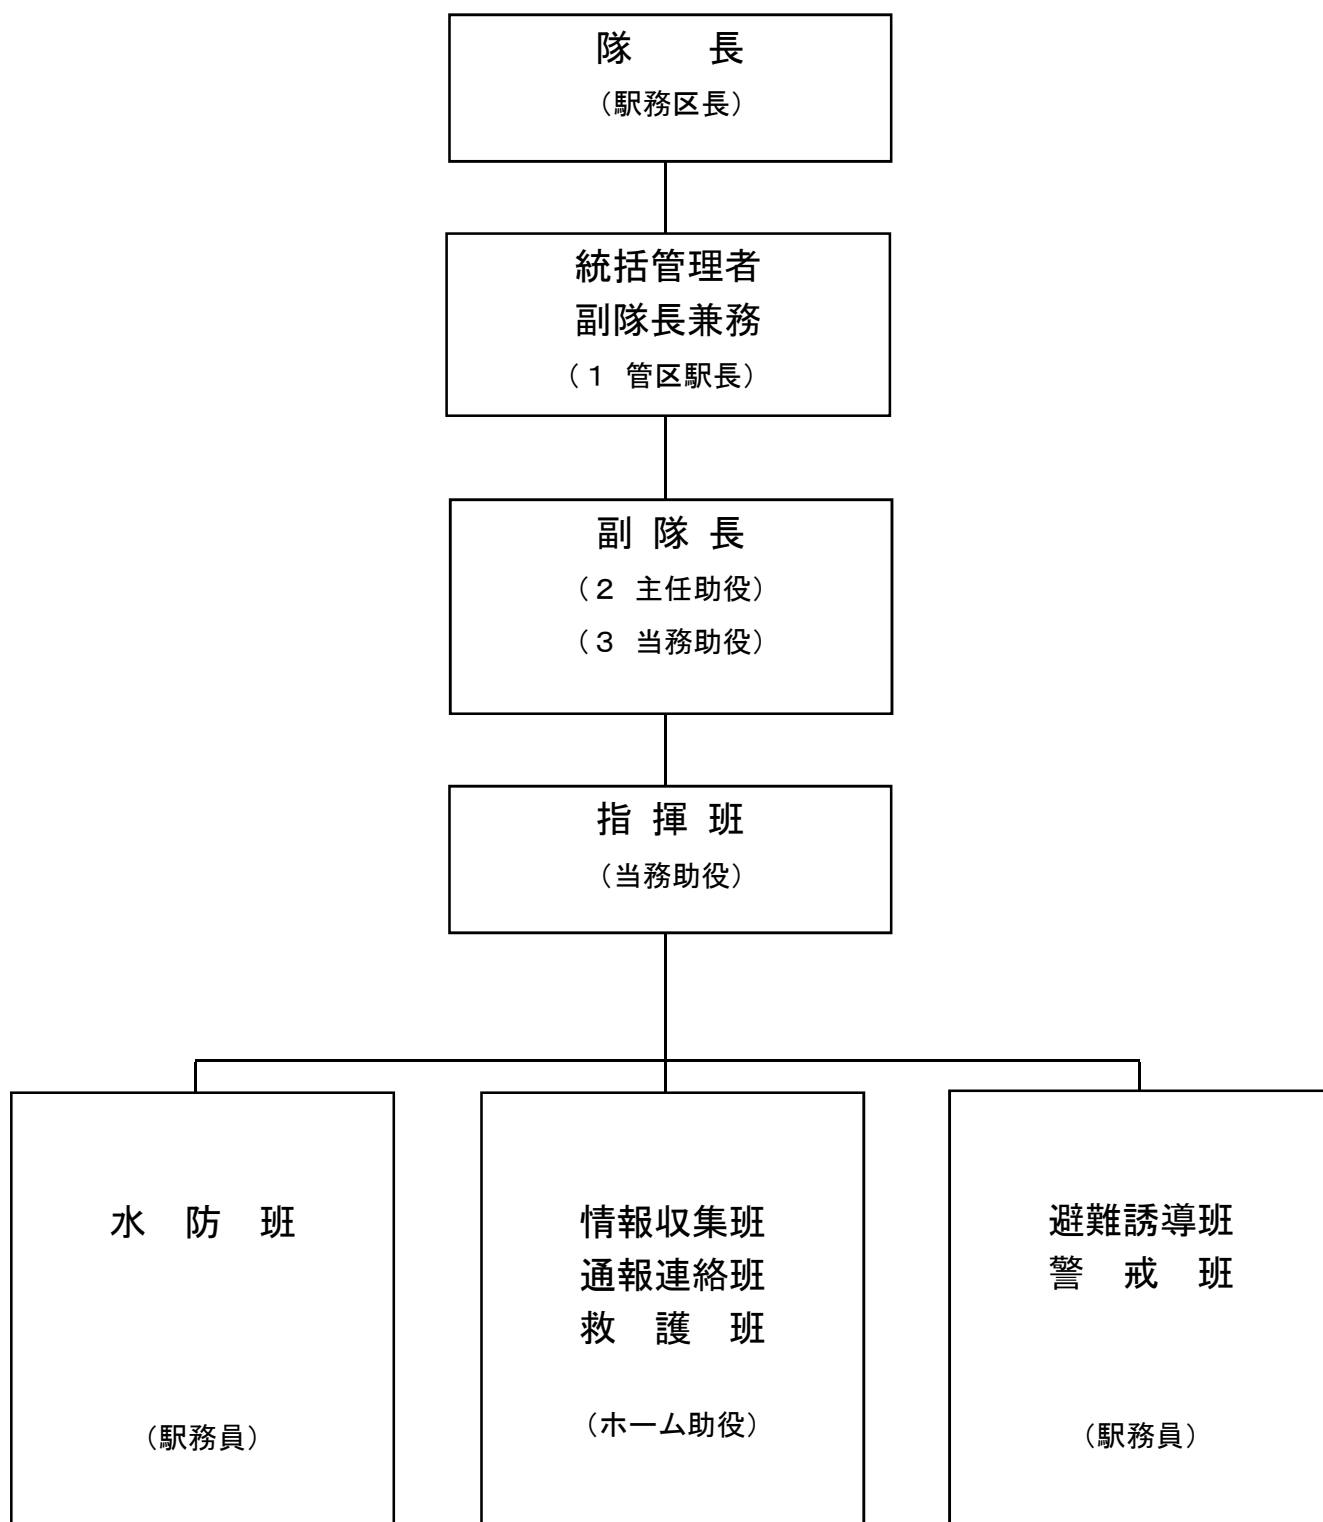 隊　　長
（駅務区長）
統括管理者
副隊長兼務
（１　管区駅長）
副 隊 長
（２　主任助役）
（３　当務助役）
指 揮 班
（当務助役）
水　防　班
（駅務員）
情報収集班
通報連絡班
救　護　班
（ホーム助役）
避難誘導班
警　戒　班
（駅務員）